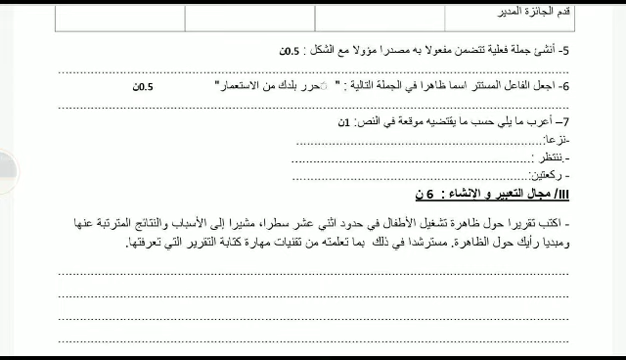 قدم الجائزة المدير
5- أنشئ جملة فعلية تتضمن مفعولا به مصدرا مؤولا مع الشكل : 0.5ن
6- اجعل الفاعل المستتر اسما ظاهرا في الجملة التالية : " حرر بلدك من الاستعمار" 0.5ن
7– أعرب ما يلي حسب ما يقتضيه موقعة في النص: 1ن
-نزعا:
-ننتظر :
- ركعتين:
III/ مجال التعبير و الانشاء : 6 ن
- اكتب تقريرا حول ظاهرة تشغيل الأطفال في حدود اثني عشر سطرا، مشيرا إلى الأسباب والنتائج المترتبة عنها
ومبديا رأيك حول الظاهرة. مسترشدا في ذلك بما تعلمته من تقنيات مهارة كتابة التقرير التي تعرفتها.